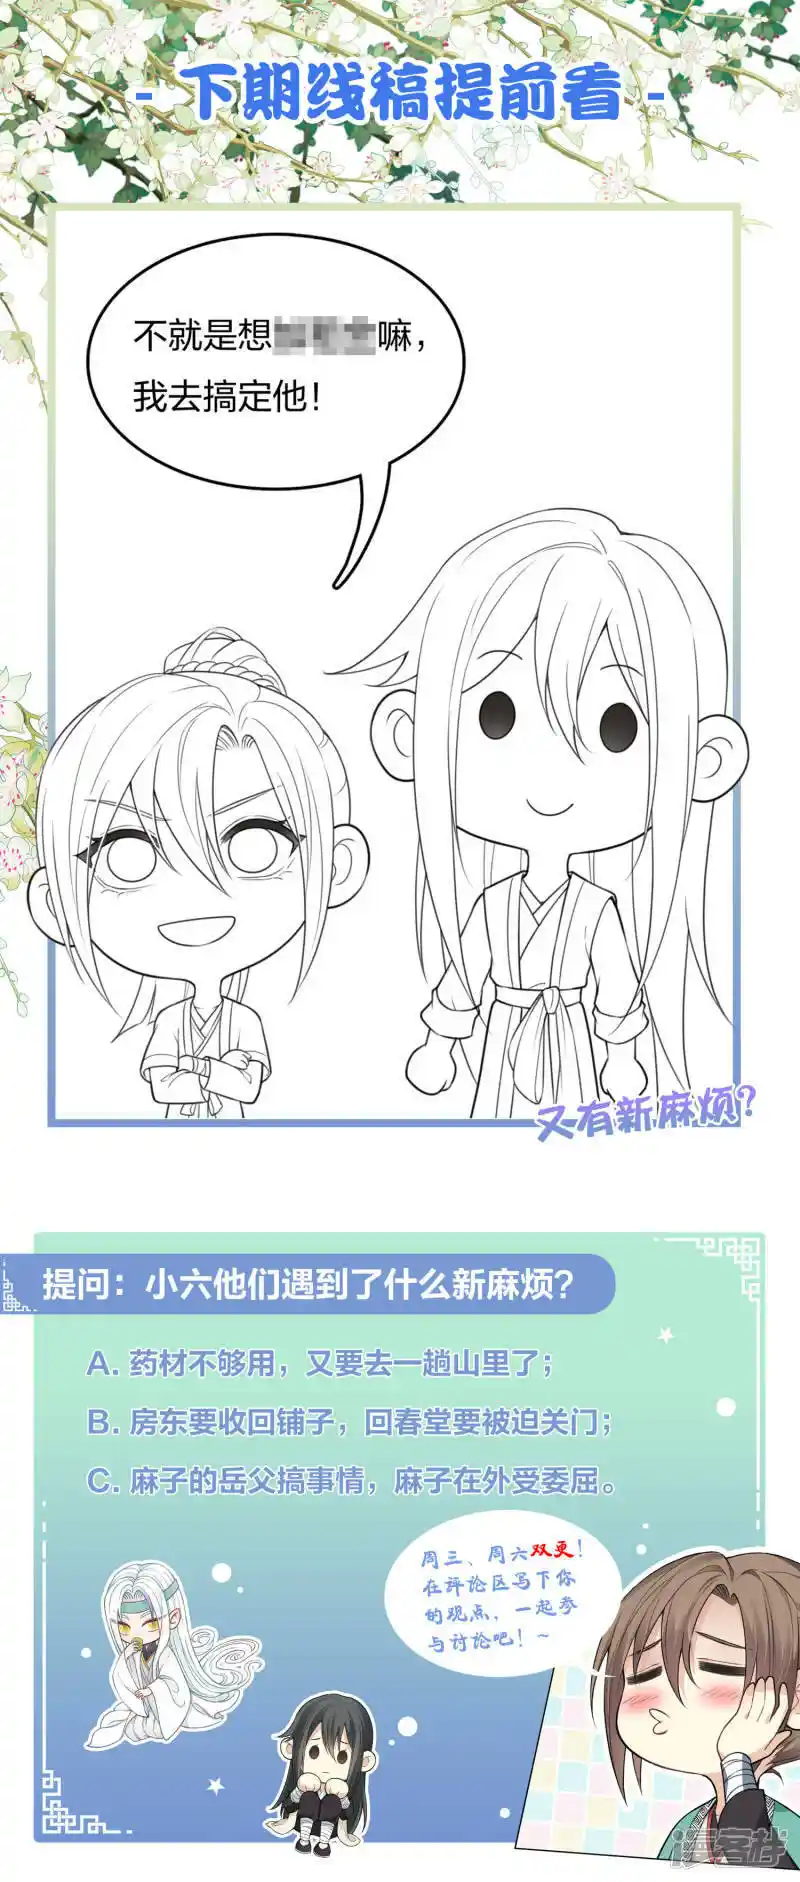 - 下期线稿提前看 -
不就是想嘛，
我去搞定他！
又有新麻烦？
提问：小六他们遇到了什么新麻烦？
A. 药材不够用，又要去一趟山里了；
B. 房东要收回铺子，回春堂要被迫关门；
C. 麻子的岳父搞事情，麻子在外受委屈。
周三、周六双更！
在评论区写下你
的观点，一起参
与讨论吧！~
漫客栈